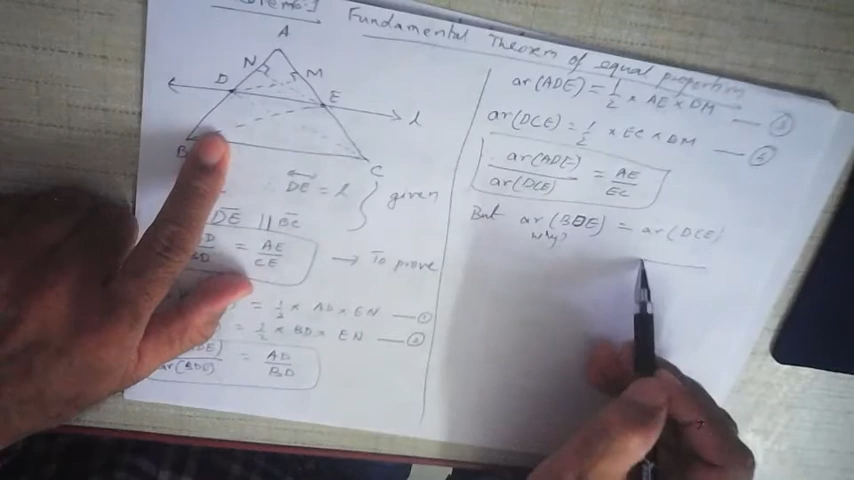 Fundamental Theorem of equal proportion
A
N
M
D
E
l
B
C
DE = l
given
DE || BC
= AE/CE → To prove
= 1/2 × AD × EN — ①
= 1/2 × BD × EN — ②
ar(BDE) = AD/BD
ar(ADE) = 1/2 × AE × DM — ③
ar(DCE) = 1/2 × EC × DM — ④
ar(ADE)/ar(DCE) = AE/EC
But ar(BDE) = ar(DCE)
why?